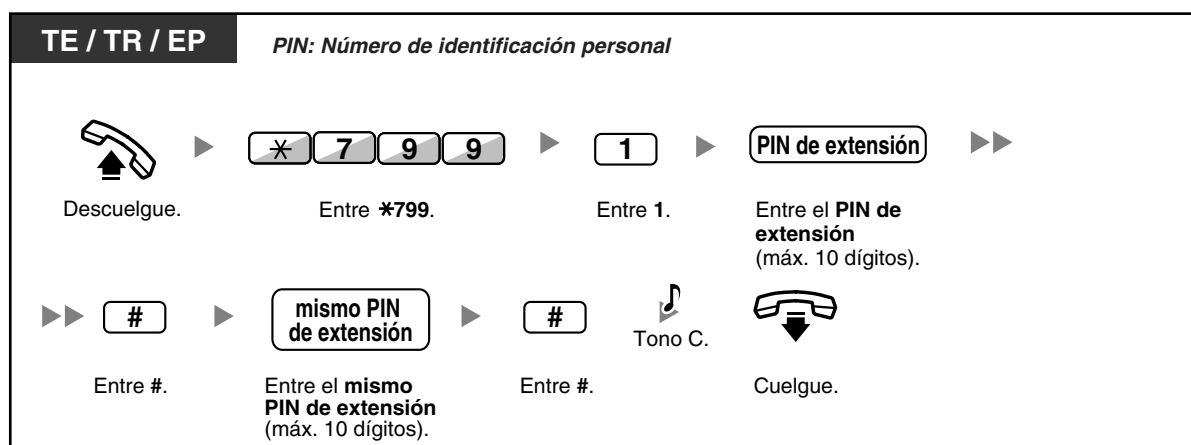 TE / TR / EP
PIN: Número de identificación personal
* 7 9 9
1
PIN de extensión
Descuelgue.
Entre *799.
Entre 1.
Entre el PIN de
extensión
(máx. 10 dígitos).
#
mismo PIN
de extensión
#
Tono C.
Entre #.
Entre el mismo
PIN de extensión
(máx. 10 dígitos).
Entre #.
Cuelgue.